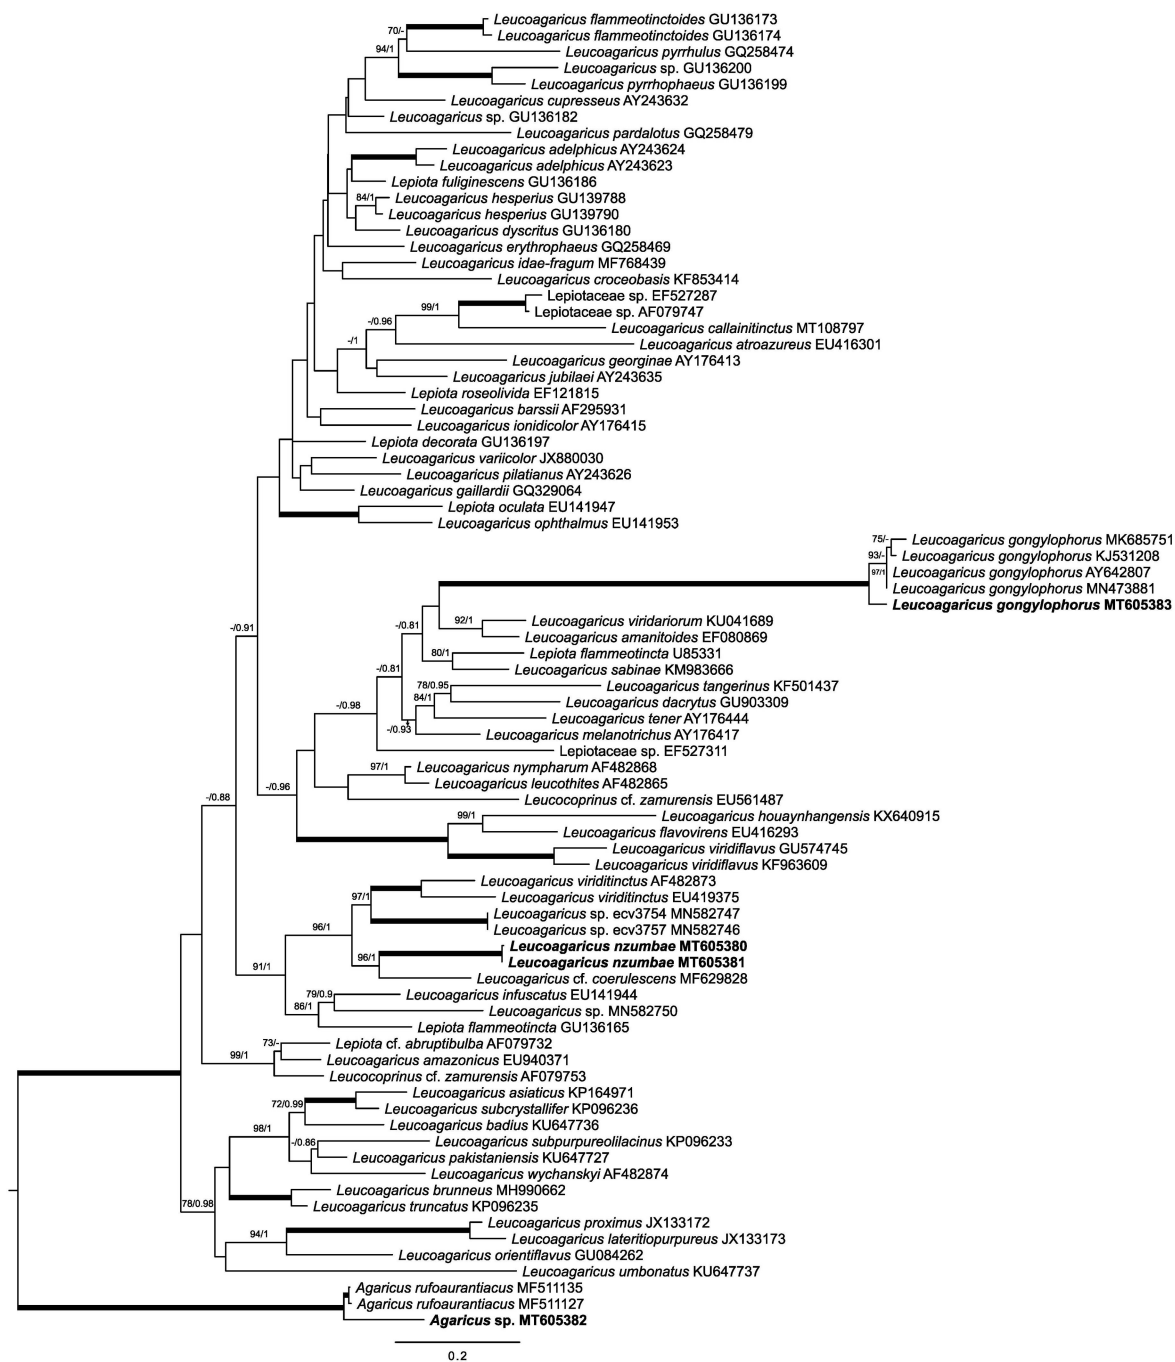 Leucoagaricus flammeotinctoides GU136173
70/-
Leucoagaricus flammeotinctoides GU136174
94/1
Leucoagaricus pyrrhulus GQ258474
Leucoagaricus sp. GU136200
Leucoagaricus pyrrhophaeus GU136199
Leucoagaricus cupresseus AY243632
Leucoagaricus sp. GU136182
Leucoagaricus pardalotus GQ258479
Leucoagaricus adelphicus AY243624
Leucoagaricus adelphicus AY243623
Lepiota fuliginescens GU136186
84/1
Leucoagaricus hesperius GU139788
Leucoagaricus hesperius GU139790
Leucoagaricus dyscritus GU136180
Leucoagaricus erythrophaeus GQ258469
Leucoagaricus idae-fragum MF768439
Leucoagaricus croceobasis KF853414
Lepiotaceae sp. EF527287
99/1
Lepiotaceae sp. AF079747
-/0.96
Leucoagaricus callainitinctus MT108797
-/1
Leucoagaricus atroazureus EU416301
Leucoagaricus georginae AY176413
Leucoagaricus jubilaei AY243635
Lepiota roseolivida EF121815
Leucoagaricus barssii AF295931
Leucoagaricus ionidicolor AY176415
Lepiota decorata GU136197
Leucoagaricus variicolor JX880030
Leucoagaricus pilatianus AY243626
Leucoagaricus gaillardii GQ329064
Lepiota oculata EU141947
Leucoagaricus ophthalmus EU141953
75/-
Leucoagaricus gongylophorus MK685751
93/-
Leucoagaricus gongylophorus KJ531208
97/1
Leucoagaricus gongylophorus AY642807
Leucoagaricus gongylophorus MN473881
Leucoagaricus gongylophorus MT605383
92/1
Leucoagaricus viridariorum KU041689
-/0.91
-/0.81
Leucoagaricus amanitoides EF080869
80/1
Lepiota flammeotincta U85331
-/0.81
Leucoagaricus sabinae KM983666
78/0.95
Leucoagaricus tangerinus KF501437
84/1
Leucoagaricus dacrytus GU903309
-/0.98
Leucoagaricus tener AY176444
-/0.93
Leucoagaricus melanotrichus AY176417
Lepiotaceae sp. EF527311
97/1
Leucoagaricus nympharum AF482868
-/0.96
Leucoagaricus leucothites AF482865
-/0.88
Leucocoprinus cf. zamurensis EU561487
99/1
Leucoagaricus houaynhangensis KX640915
Leucoagaricus flavovirens EU416293
Leucoagaricus viridiflavus GU574745
Leucoagaricus viridiflavus KF963609
97/1
Leucoagaricus viriditinctus AF482873
Leucoagaricus viriditinctus EU419375
96/1
Leucoagaricus sp. ecv3754 MN582747
Leucoagaricus sp. ecv3757 MN582746
96/1
Leucoagaricus nzumbae MT605380
91/1
Leucoagaricus nzumbae MT605381
Leucoagaricus cf. coerulescens MF629828
79/0.9
Leucoagaricus infuscatus EU141944
86/1
Leucoagaricus sp. MN582750
Lepiota flammeotincta GU136165
73/-
Lepiota cf. abruptibulba AF079732
99/1
Leucoagaricus amazonicus EU940371
Leucocoprinus cf. zamurensis AF079753
Leucoagaricus asiaticus KP164971
72/0.99
Leucoagaricus subcrystallifer KP096236
98/1
Leucoagaricus badius KU647736
-/0.86
Leucoagaricus subpurpureolilacinus KP096233
Leucoagaricus pakistaniensis KU647727
Leucoagaricus wychanskyi AF482874
Leucoagaricus brunneus MH990662
78/0.98
Leucoagaricus truncatus KP096235
Leucoagaricus proximus JX133172
94/1
Leucoagaricus lateritiopurpureus JX133173
Leucoagaricus orientiflavus GU084262
Leucoagaricus umbonatus KU647737
Agaricus rufoaurantiacus MF511135
Agaricus rufoaurantiacus MF511127
Agaricus sp. MT605382
0.2